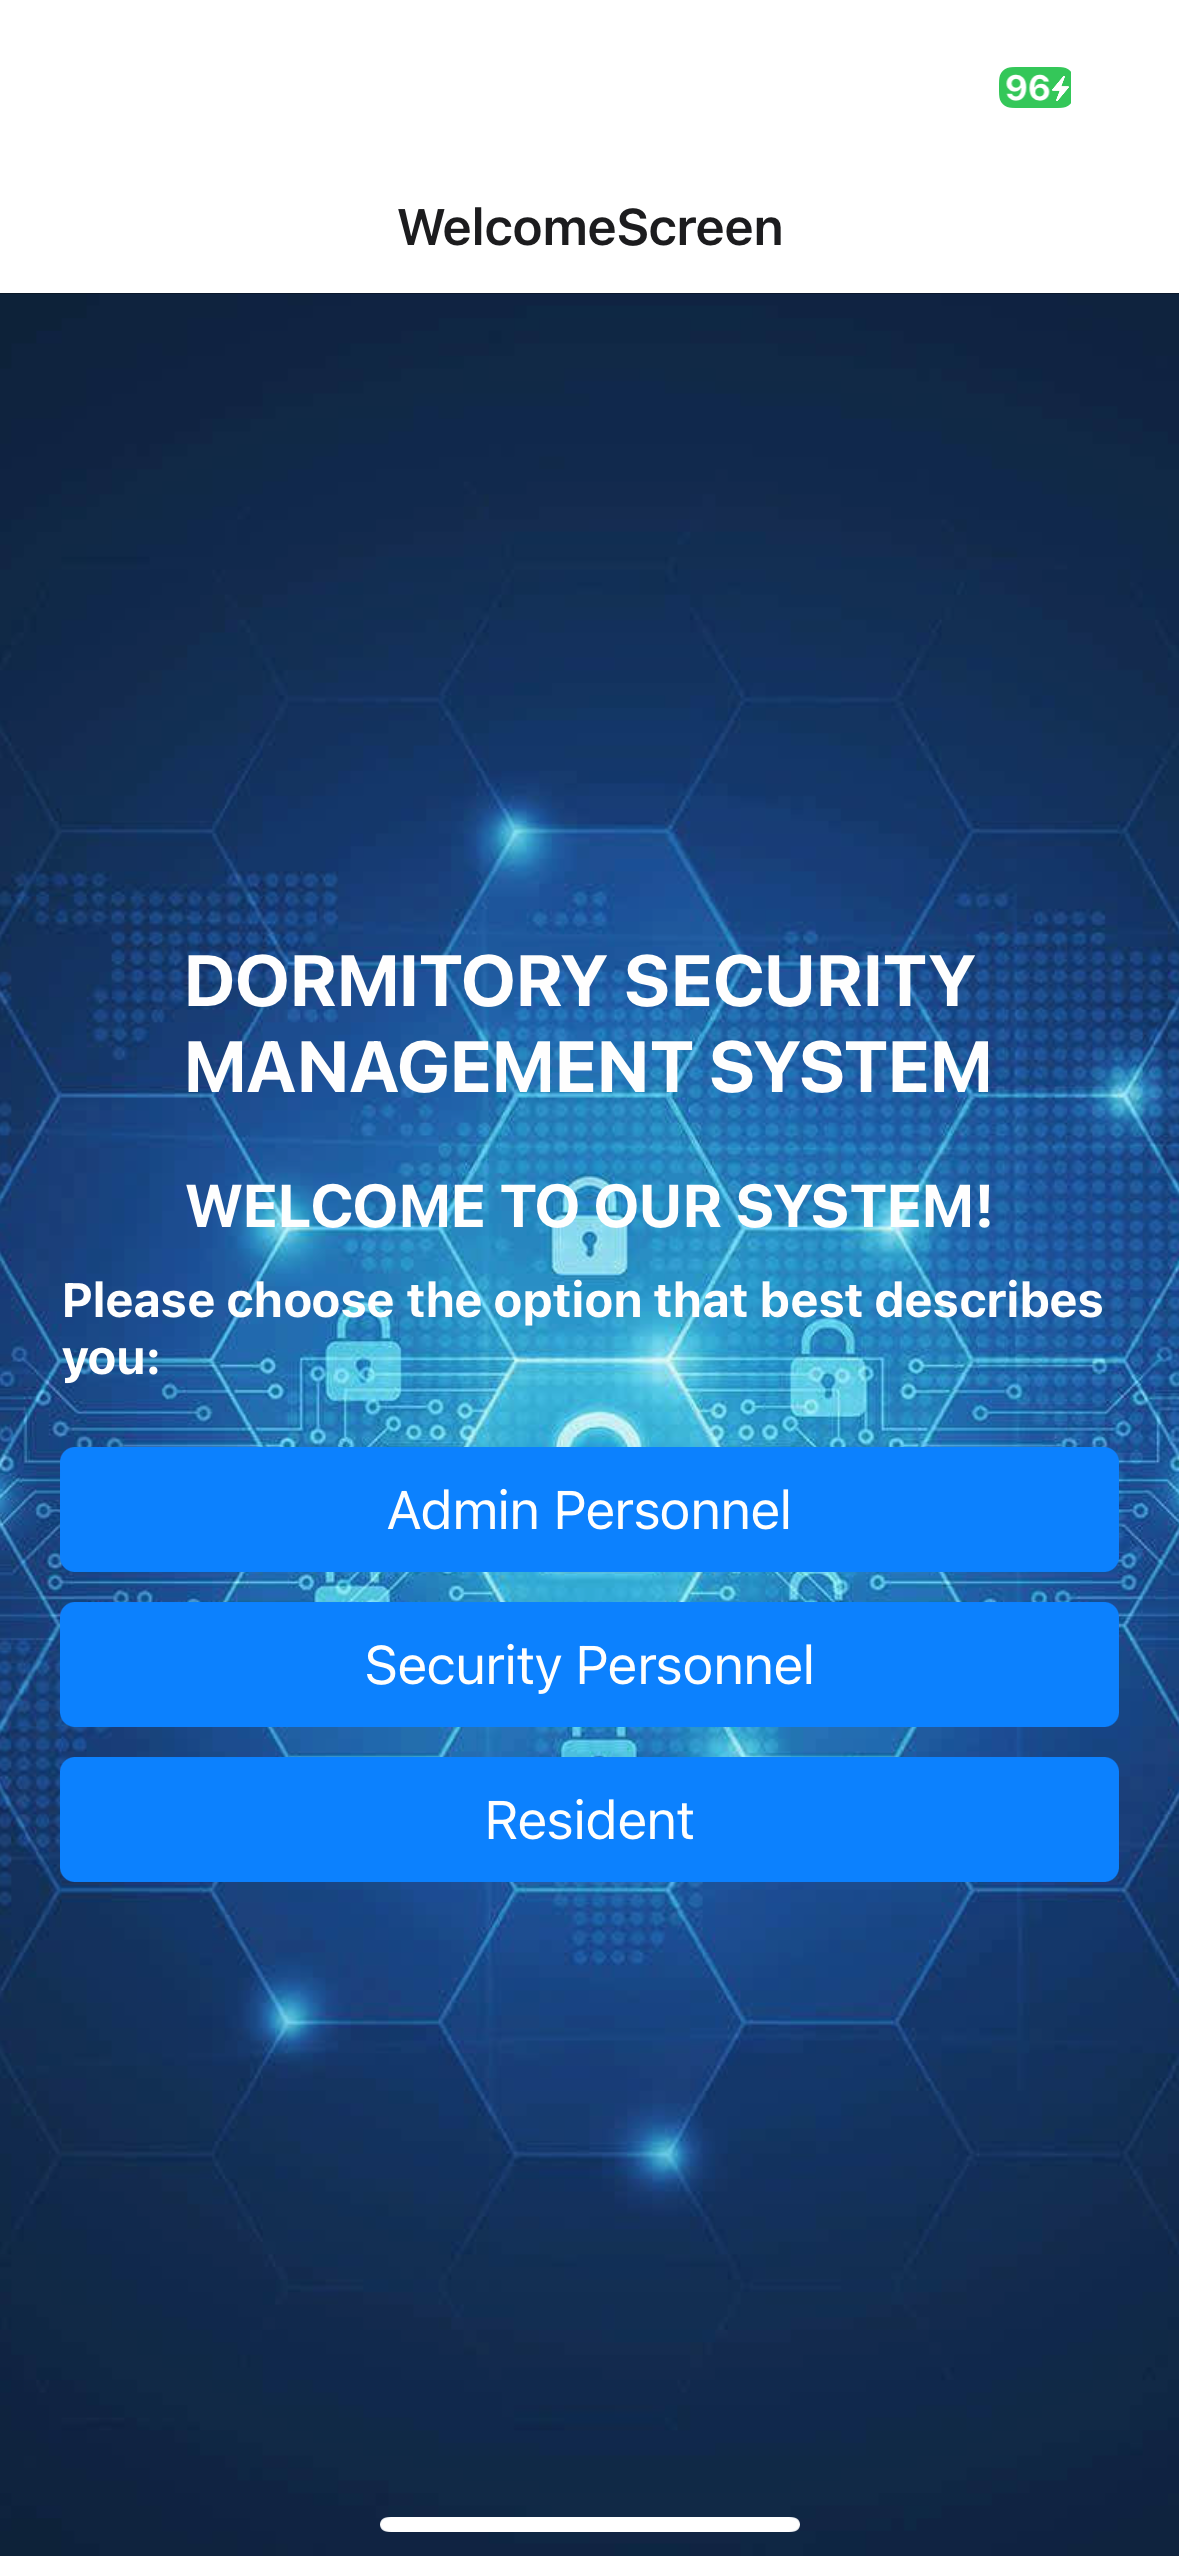 96
WelcomeScreen
DORMITORY SECURITY
MANAGEMENT SYSTEM
WELCOME TO OUR SYSTEM!
Please choose the option that best describes
you:
Admin Personnel
Security Personnel
Resident